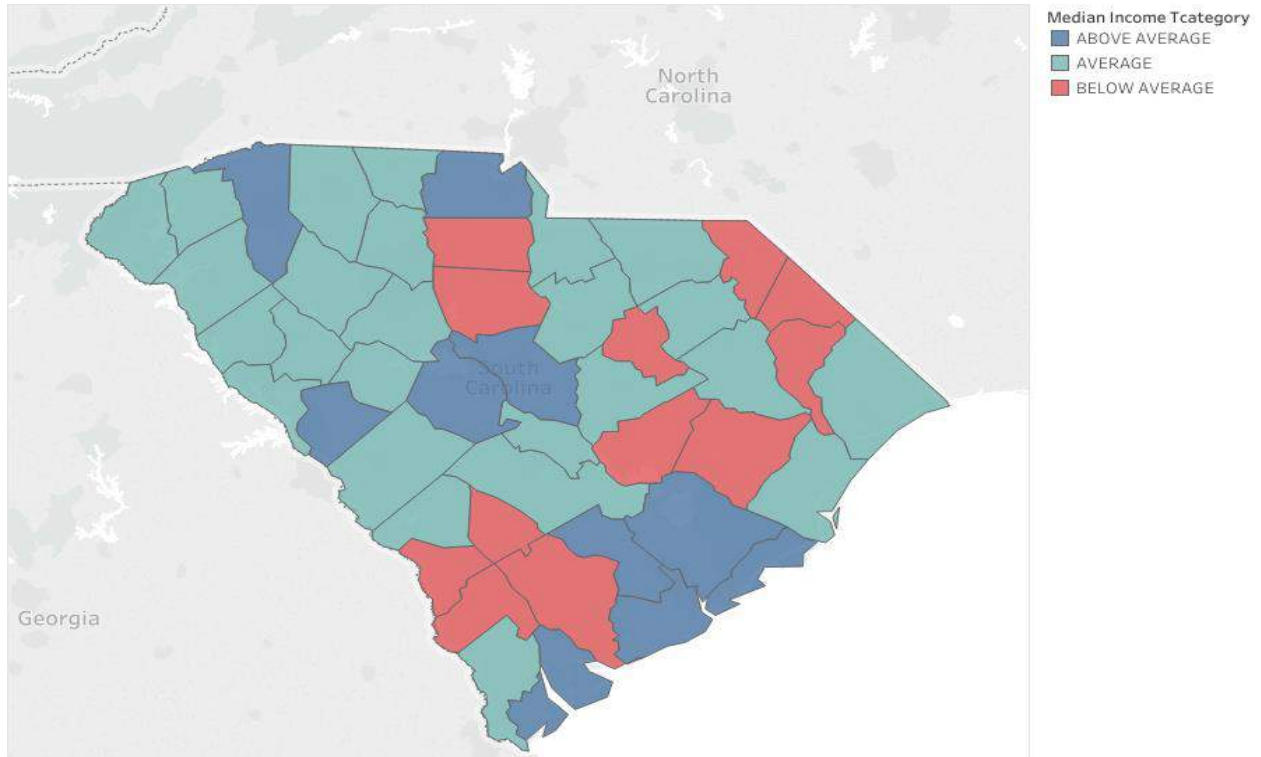 Median Income Tcategory
ABOVE AVERAGE
AVERAGE
BELOW AVERAGE
North
Carolina
South
Carolina
Georgia